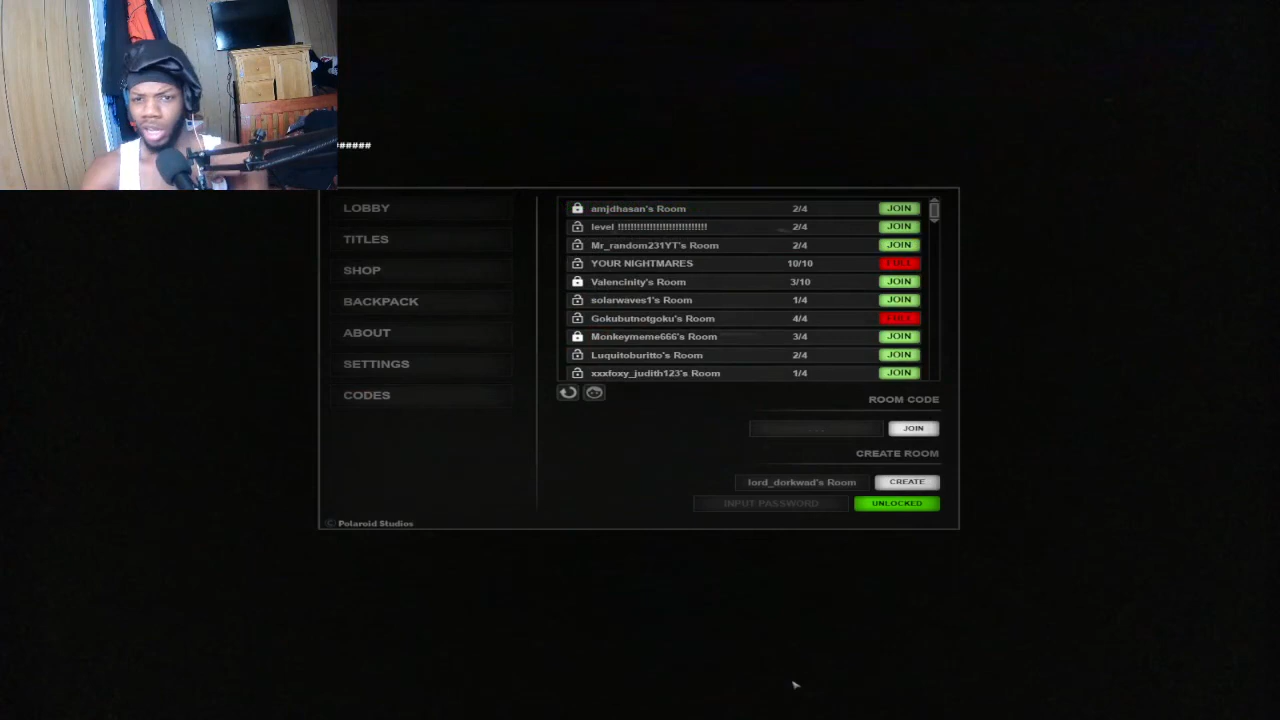 ######
LOBBY
TITLES
SHOP
BACKPACK
ABOUT
SETTINGS
CODES
amjdhasan's Room 2/4 JOIN
level !!!!!!!!!!!!!!!!!!!!!!!!!!! 2/4 JOIN
Mr_random231YT's Room 2/4 JOIN
YOUR NIGHTMARES 10/10 FULL
Valencinity's Room 3/10 JOIN
solarwaves1's Room 1/4 JOIN
Gokubutnotgoku's Room 4/4 FULL
Monkeymeme666's Room 3/4 JOIN
Luquitoburitto's Room 2/4 JOIN
xxxfoxy_judith123's Room 1/4 JOIN
ROOM CODE
... JOIN
CREATE ROOM
lord_dorkwad's Room CREATE
INPUT PASSWORD UNLOCKED
© Polaroid Studios